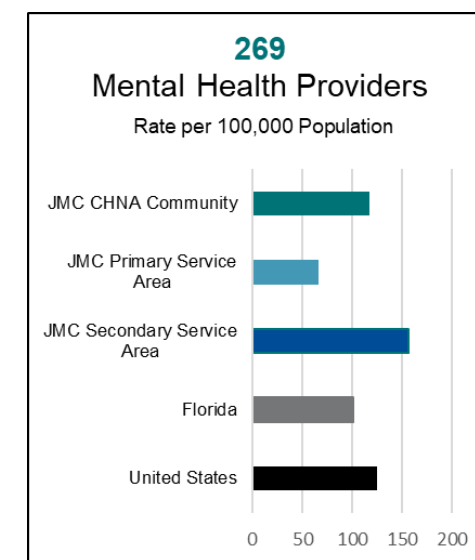 269
Mental Health Providers
Rate per 100,000 Population
JMC CHNA Community
JMC Primary Service
Area
JMC Secondary Service
Area
Florida
United States
0 50 100 150 200